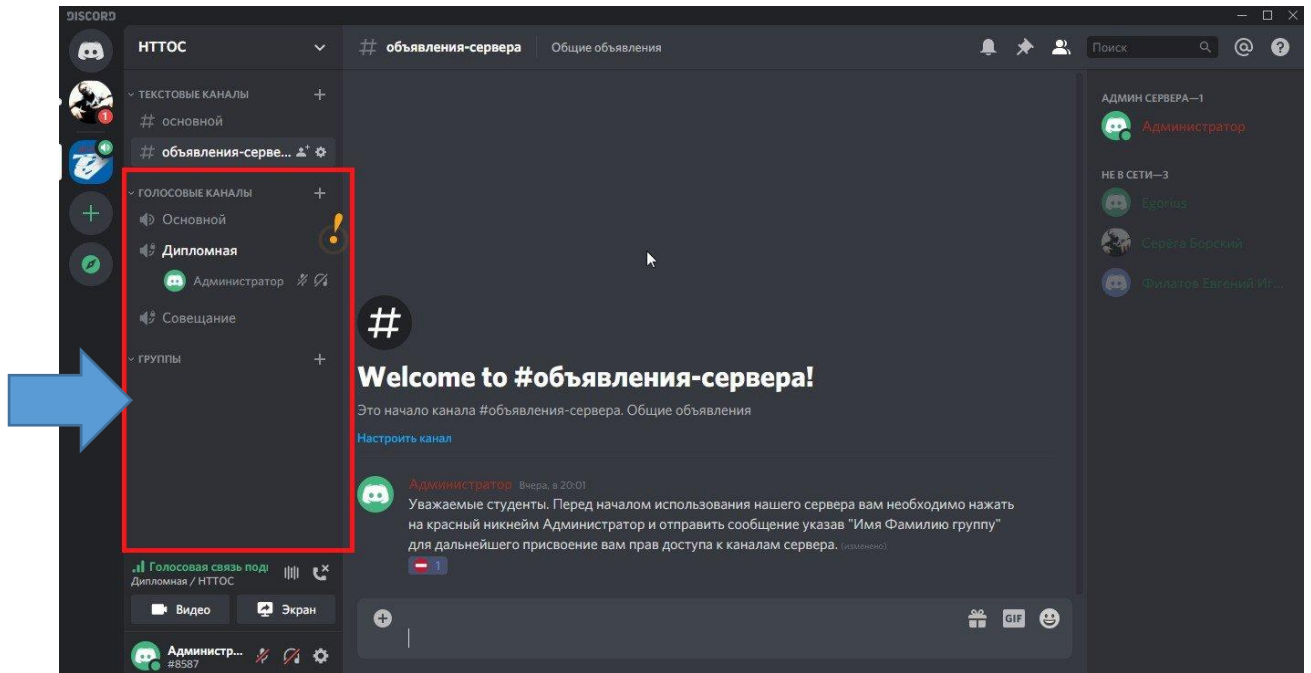 DISCORD
НТТОС
ТЕКСТОВЫЕ КАНАЛЫ
основной
объявления-серве...
ГОЛОСОВЫЕ КАНАЛЫ
Основной
Дипломная
Администратор
Совещание
ГРУППЫ
Голосовая связь подк
Дипломная / НТТОС
Видео
Экран
Администр...
#8587
# объявления-сервера
Общие объявления
Поиск
1
#
Welcome to #объявления-сервера!
Это начало канала #объявления-сервера. Общие объявления
Настроить канал
Администратор Вчера, в 20:01
Уважаемые студенты. Перед началом использования нашего сервера вам необходимо нажать
на красный никнейм Администратор и отправить сообщение указав "Имя Фамилию группу"
для дальнейшего присвоение вам прав доступа к каналам сервера. (изменено)
1
GIF
АДМИН СЕРВЕРА—1
Администратор
НЕ В СЕТИ—3
Egorius
Серёга Борский
Филатов Евгений Иг...